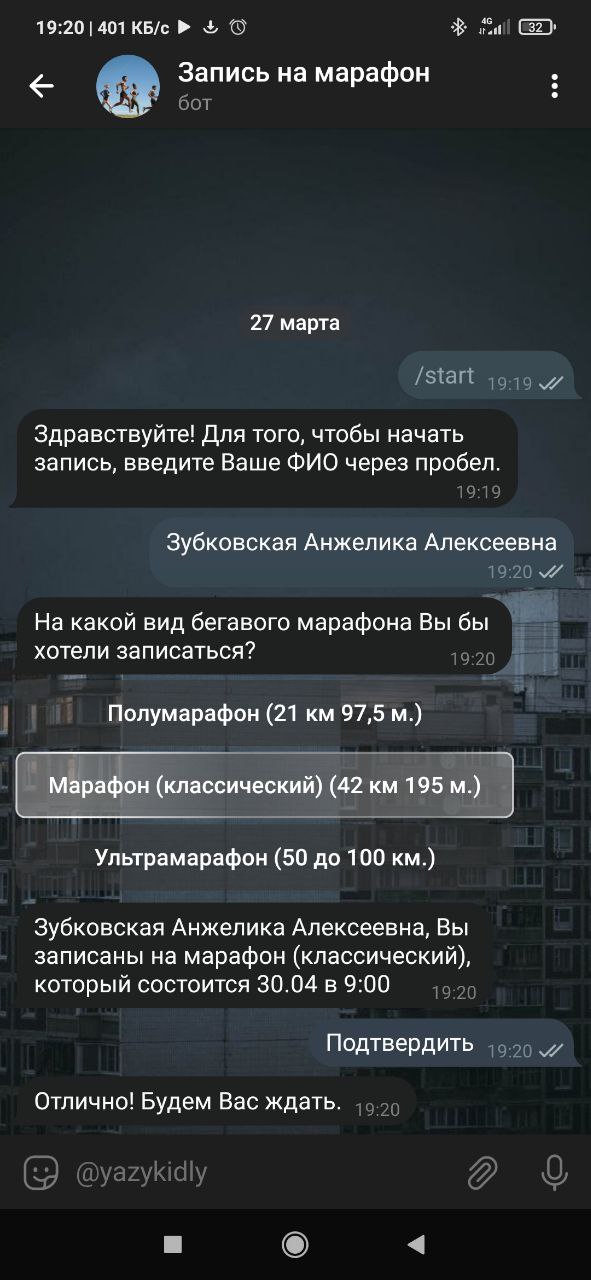 19:20 | 401 КБ/с
4G
32
Запись на марафон
бот
27 марта
/start 19:19
Здравствуйте! Для того, чтобы начать
запись, введите Ваше ФИО через пробел.
19:19
Зубковская Анжелика Алексеевна
19:20
На какой вид бегавого марафона Вы бы
хотели записаться?
19:20
Полумарафон (21 км 97,5 м.)
Марафон (классический) (42 км 195 м.)
Ультрамарафон (50 до 100 км.)
Зубковская Анжелика Алексеевна, Вы
записаны на марафон (классический),
который состоится 30.04 в 9:00
19:20
Подтвердить 19:20
Отлично! Будем Вас ждать. 19:20
@yazykidly